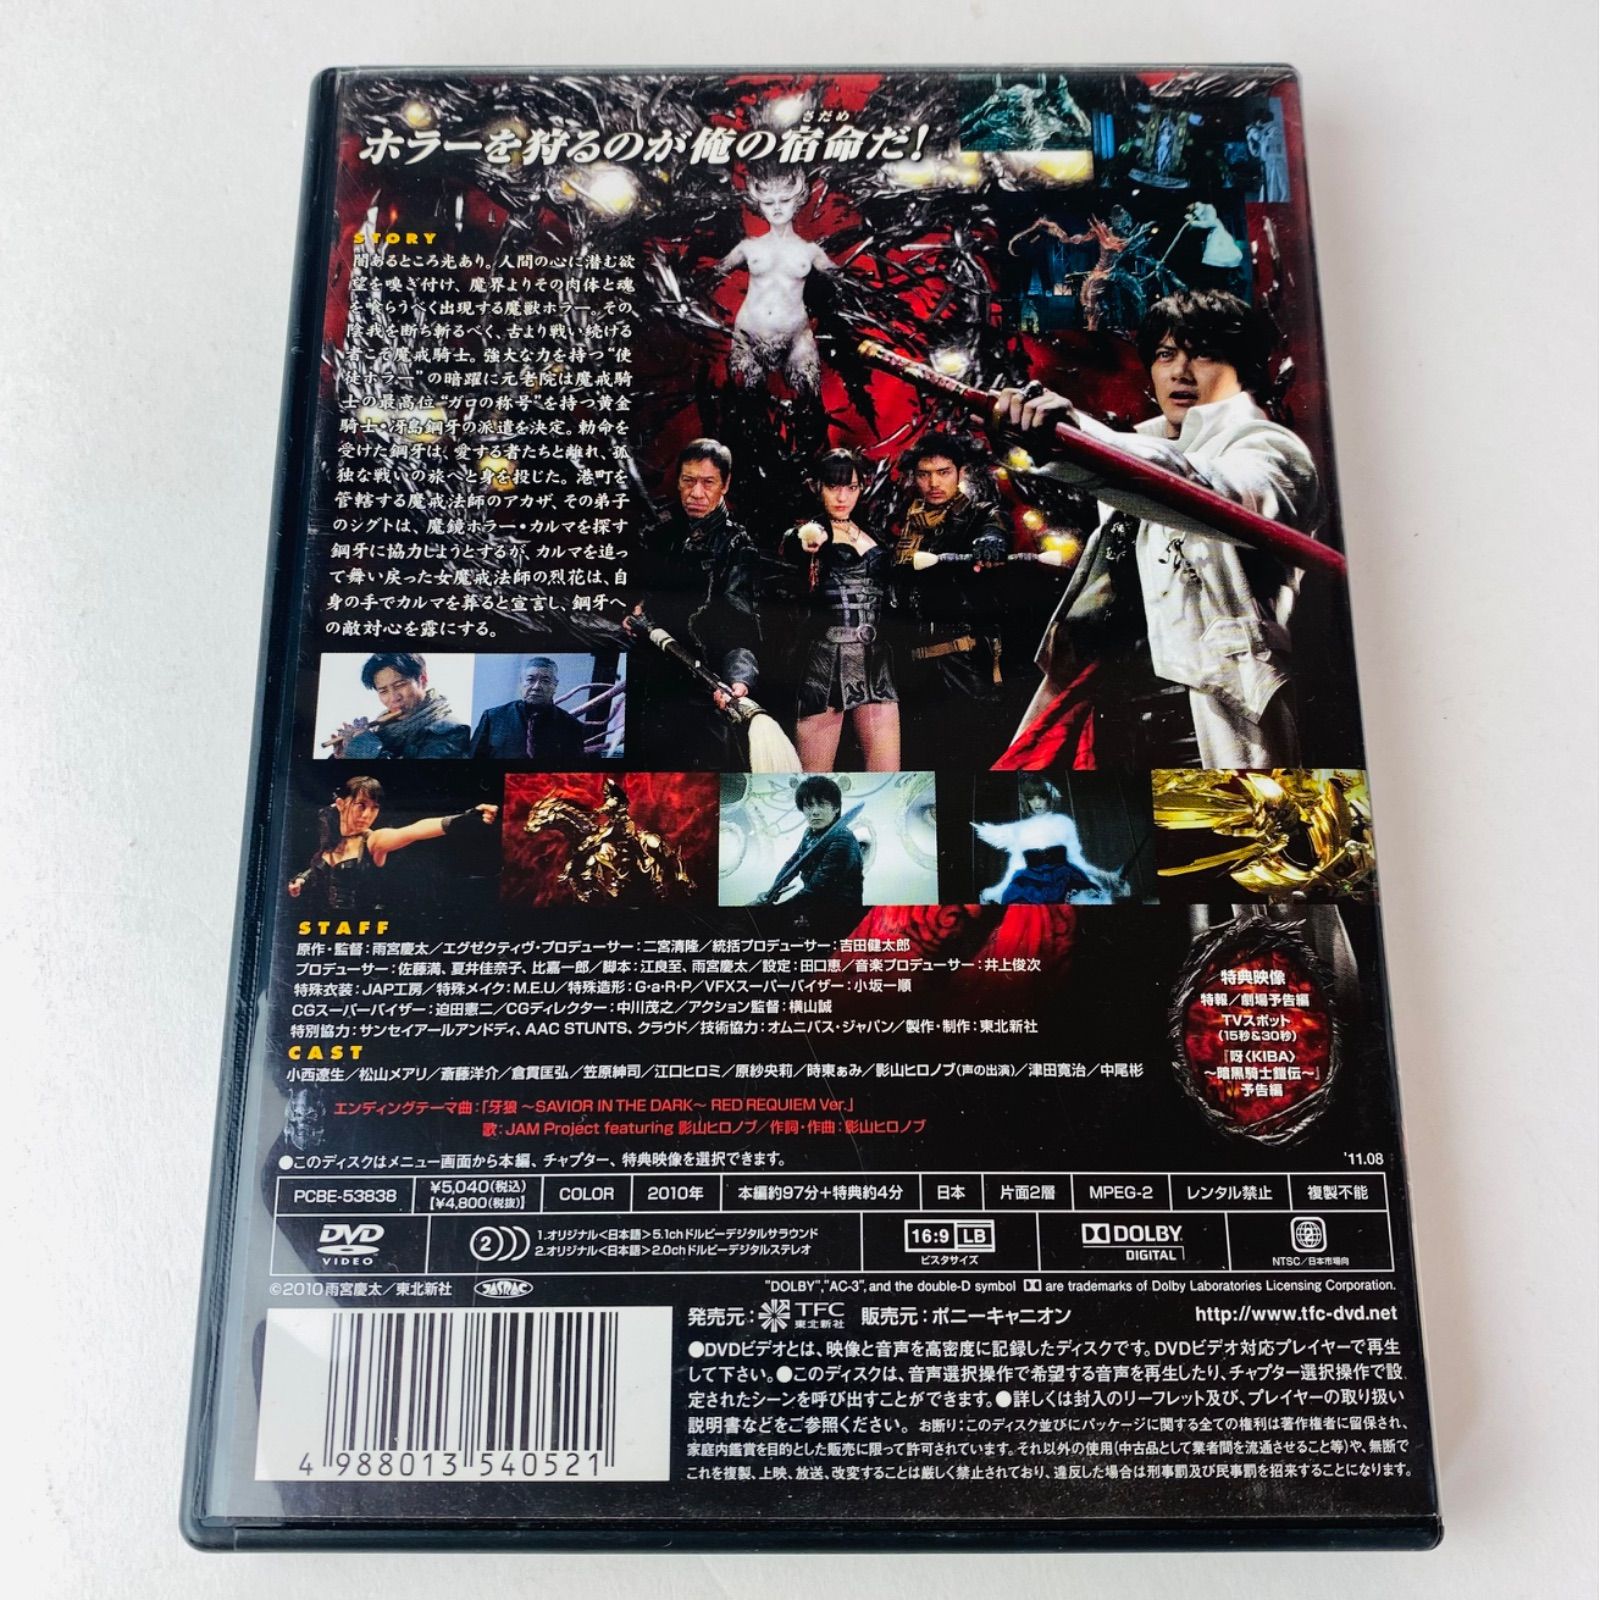 さだめ
ホラーを狩るのが俺の宿命だ！
STORY
闇あるところ光あり。人間の心に潜む欲
望を嗅ぎ付け、魔界よりその肉体と魂
を喰らうべく出現する魔獣ホラー。その
陰我を断ち斬るべく、古より戦い続ける
者こそ魔戒騎士。強大な力を持つ“使
徒ホラー”の暗躍に元老院は魔戒騎
士の最高位“ガロの称号”を持つ黄金
騎士・冴島鋼牙の派遣を決定。勅命を
受けた鋼牙は、愛する者たちと離れ、孤
独な戦いの旅へと身を投じた。港町を
管轄する魔戒法師のアカザ、その弟子
のシグトは、魔鏡ホラー・カルマを探す
鋼牙に協力しようとするが、カルマを追っ
て舞い戻った女魔戒法師の烈花は、自
身の手でカルマを葬ると宣言し、鋼牙へ
の敵対心を露にする。
STAFF
原作・監督：雨宮慶太／エグゼクティヴ・プロデューサー：二宮清隆／統括プロデューサー：吉田健太郎
プロデューサー：佐藤満、夏井佳奈子、比嘉一郎／脚本：江良至、雨宮慶太／設定：田口恵／音楽プロデューサー：井上俊次
特殊衣装：JAP工房／特殊メイク：M.E.U／特殊造形：G・a・R・P／VFXスーパーバイザー：小坂一順
CGスーパーバイザー：迫田憲二／CGディレクター：中川茂之／アクション監督：横山誠
特別協力：サンセイアールアンドディ、AAC STUNTS、クラウド／技術協力：オムニバス・ジャパン／製作・制作：東北新社
CAST
小西遼生／松山メアリ／斎藤洋介／倉貫匡弘／笠原紳司／江口ヒロミ／原紗央莉／時東ぁみ／影山ヒロノブ(声の出演)／津田寛治／中尾彬
エンディングテーマ曲：「牙狼 ～SAVIOR IN THE DARK～ RED REQUIEM Ver.」
歌：JAM Project featuring 影山ヒロノブ／作詞・作曲：影山ヒロノブ
特典映像
特報／劇場予告編
TVスポット
(15秒&30秒)
『呀〈KIBA〉
～暗黒騎士鎧伝～』
予告編
●このディスクはメニュー画面から本編、チャプター、特典映像を選択できます。
'11.08
PCBE-53838 ¥5,040(税込) 【¥4,800(税抜)】 COLOR 2010年 本編約97分+特典約4分 日本 片面2層 MPEG-2 レンタル禁止 複製不能
DVD VIDEO
2
1.オリジナル<日本語>5.1chドルビーデジタルサラウンド
2.オリジナル<日本語>2.0chドルビーデジタルステレオ
16:9 LB
ビスタサイズ
DOLBY DIGITAL
2
NTSC／日本市場向
©2010雨宮慶太／東北新社 JASRAC
"DOLBY","AC-3",and the double-D symbol are trademarks of Dolby Laboratories Licensing Corporation.
発売元：TFC 東北新社 販売元：ポニーキャニオン http://www.tfc-dvd.net
●DVDビデオとは、映像と音声を高密度に記録したディスクです。DVDビデオ対応プレイヤーで再生
して下さい。●このディスクは、音声選択操作で希望する音声を再生したり、チャプター選択操作で設
定されたシーンを呼び出すことができます。●詳しくは封入のリーフレット及び、プレイヤーの取り扱い
説明書などをご参照ください。お断り：このディスク並びにパッケージに関する全ての権利は著作権者に留保され、
家庭内鑑賞を目的とした販売に限って許可されています。それ以外の使用(中古品として業者間を流通させること等)や、無断で
これを複製、上映、放送、改変することは厳しく禁止されており、違反した場合は刑事罰及び民事罰を招来することになります。
4 988013 540521